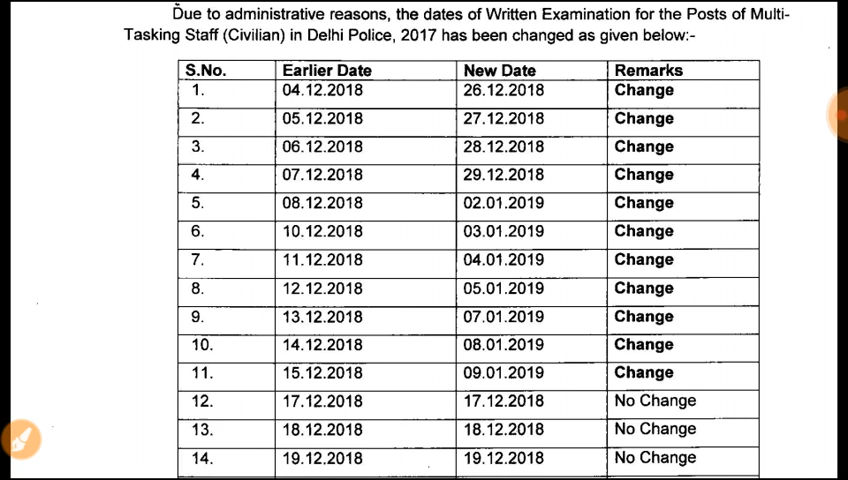 Due to administrative reasons, the dates of Written Examination for the Posts of Multi-
Tasking Staff (Civilian) in Delhi Police, 2017 has been changed as given below:-
S.No. Earlier Date New Date Remarks
1. 04.12.2018 26.12.2018 Change
2. 05.12.2018 27.12.2018 Change
3. 06.12.2018 28.12.2018 Change
4. 07.12.2018 29.12.2018 Change
5. 08.12.2018 02.01.2019 Change
6. 10.12.2018 03.01.2019 Change
7. 11.12.2018 04.01.2019 Change
8. 12.12.2018 05.01.2019 Change
9. 13.12.2018 07.01.2019 Change
10. 14.12.2018 08.01.2019 Change
11. 15.12.2018 09.01.2019 Change
12. 17.12.2018 17.12.2018 No Change
13. 18.12.2018 18.12.2018 No Change
14. 19.12.2018 19.12.2018 No Change